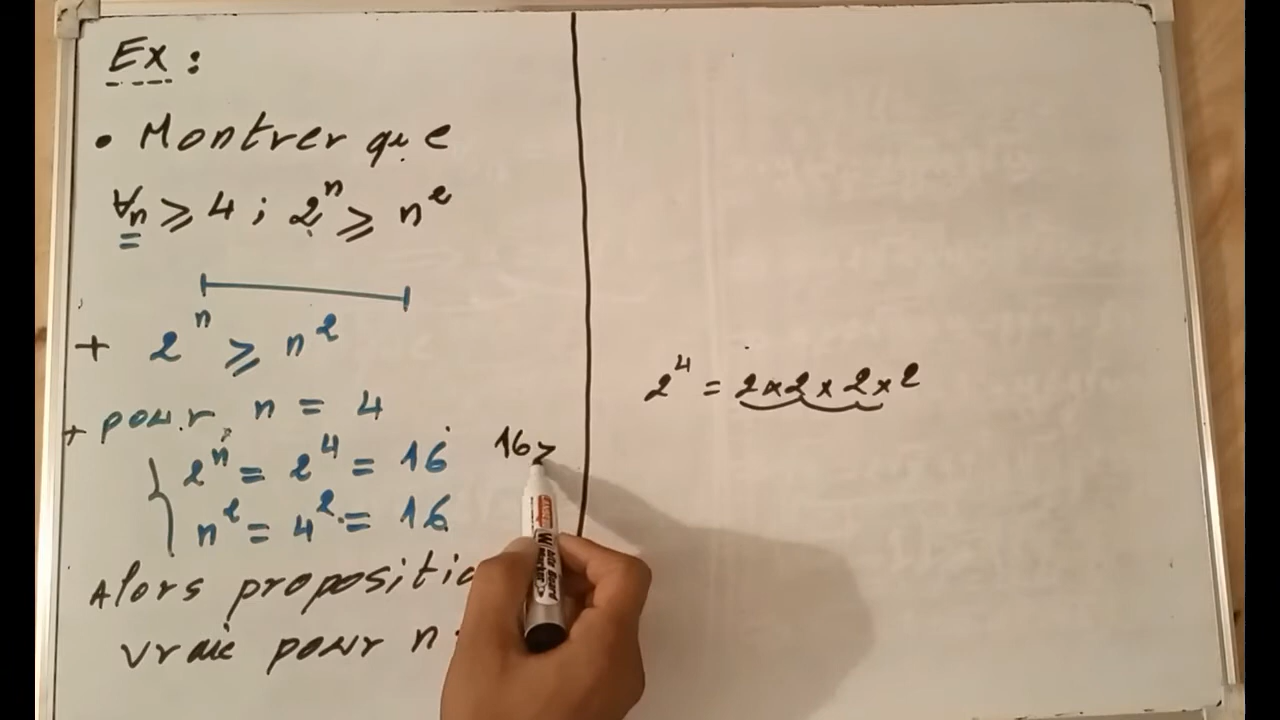 Ex :
• Montrer que
∀n ⩾ 4 ; 2ⁿ ⩾ n²
+ 2ⁿ ⩾ n²
+ pour n = 4
2ⁿ = 2⁴ = 16
n² = 4² = 16
16 ⩾
Alors propositio
vraie pour n
2⁴ = 2×2×2×2